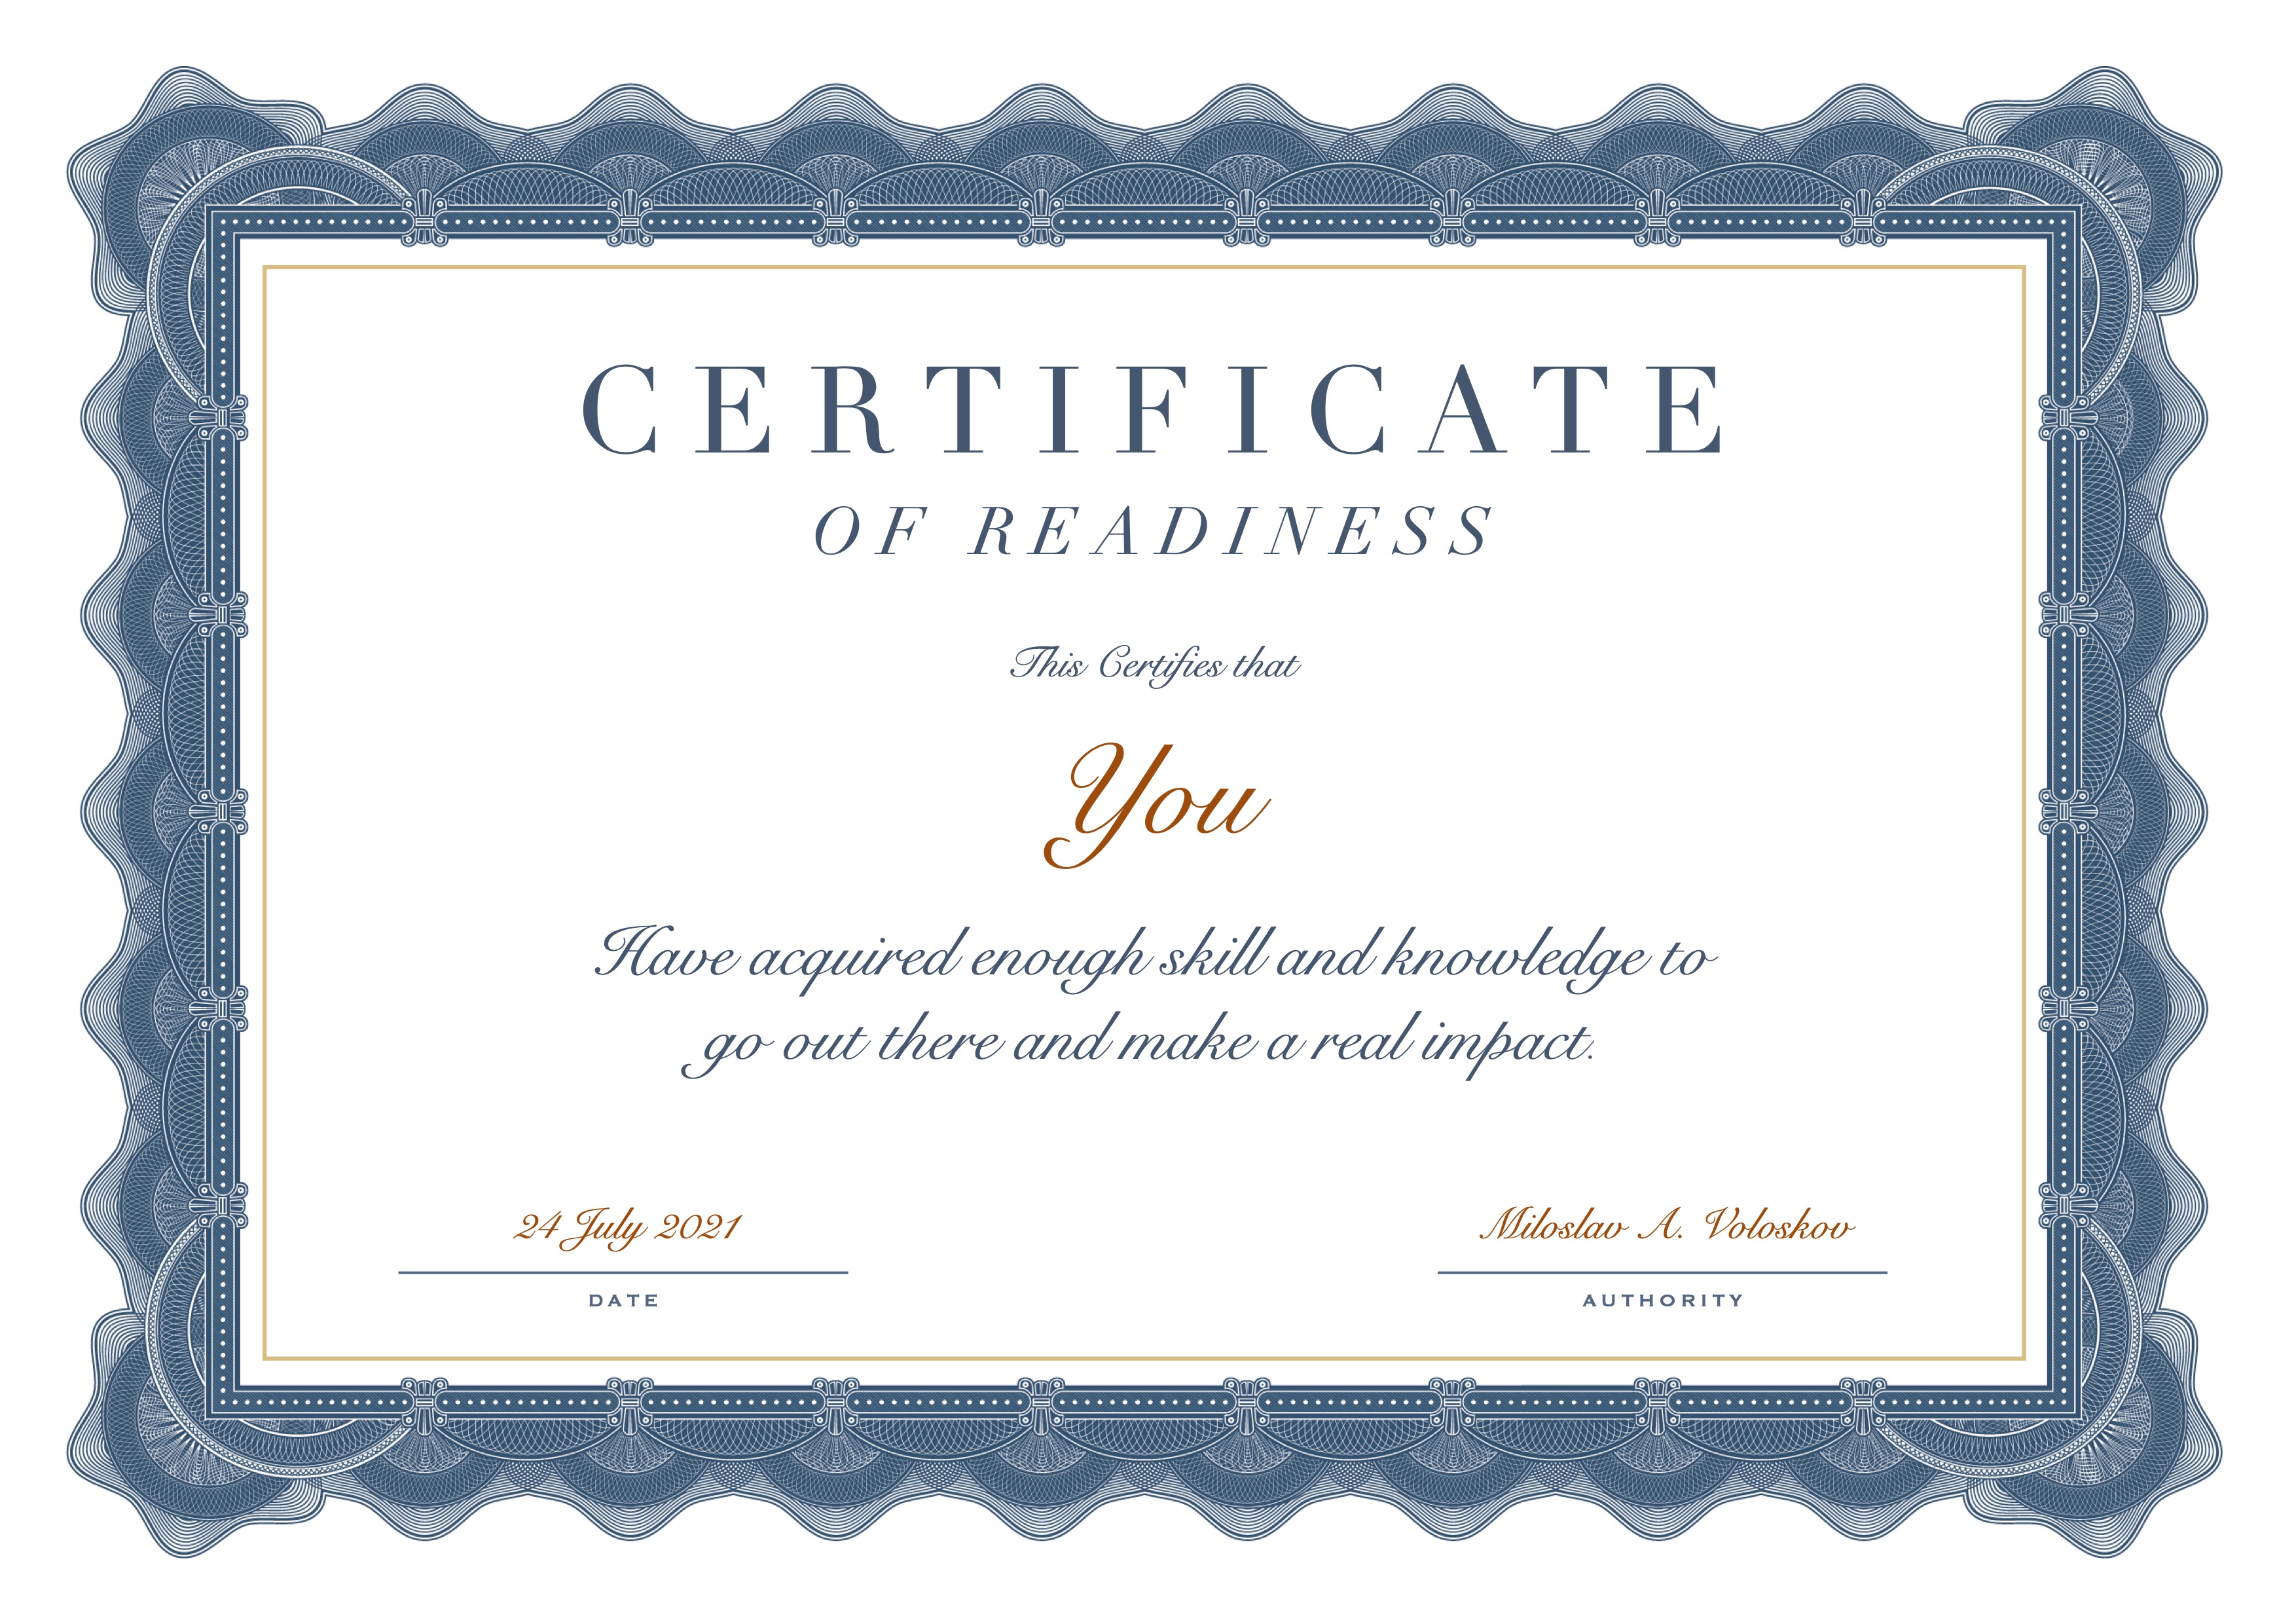 CERTIFICATE
OF READINESS
This Certifies that
You
Have acquired enough skill and knowledge to
go out there and make a real impact.
24 July 2021
DATE
Miloslav A. Voloskov
AUTHORITY